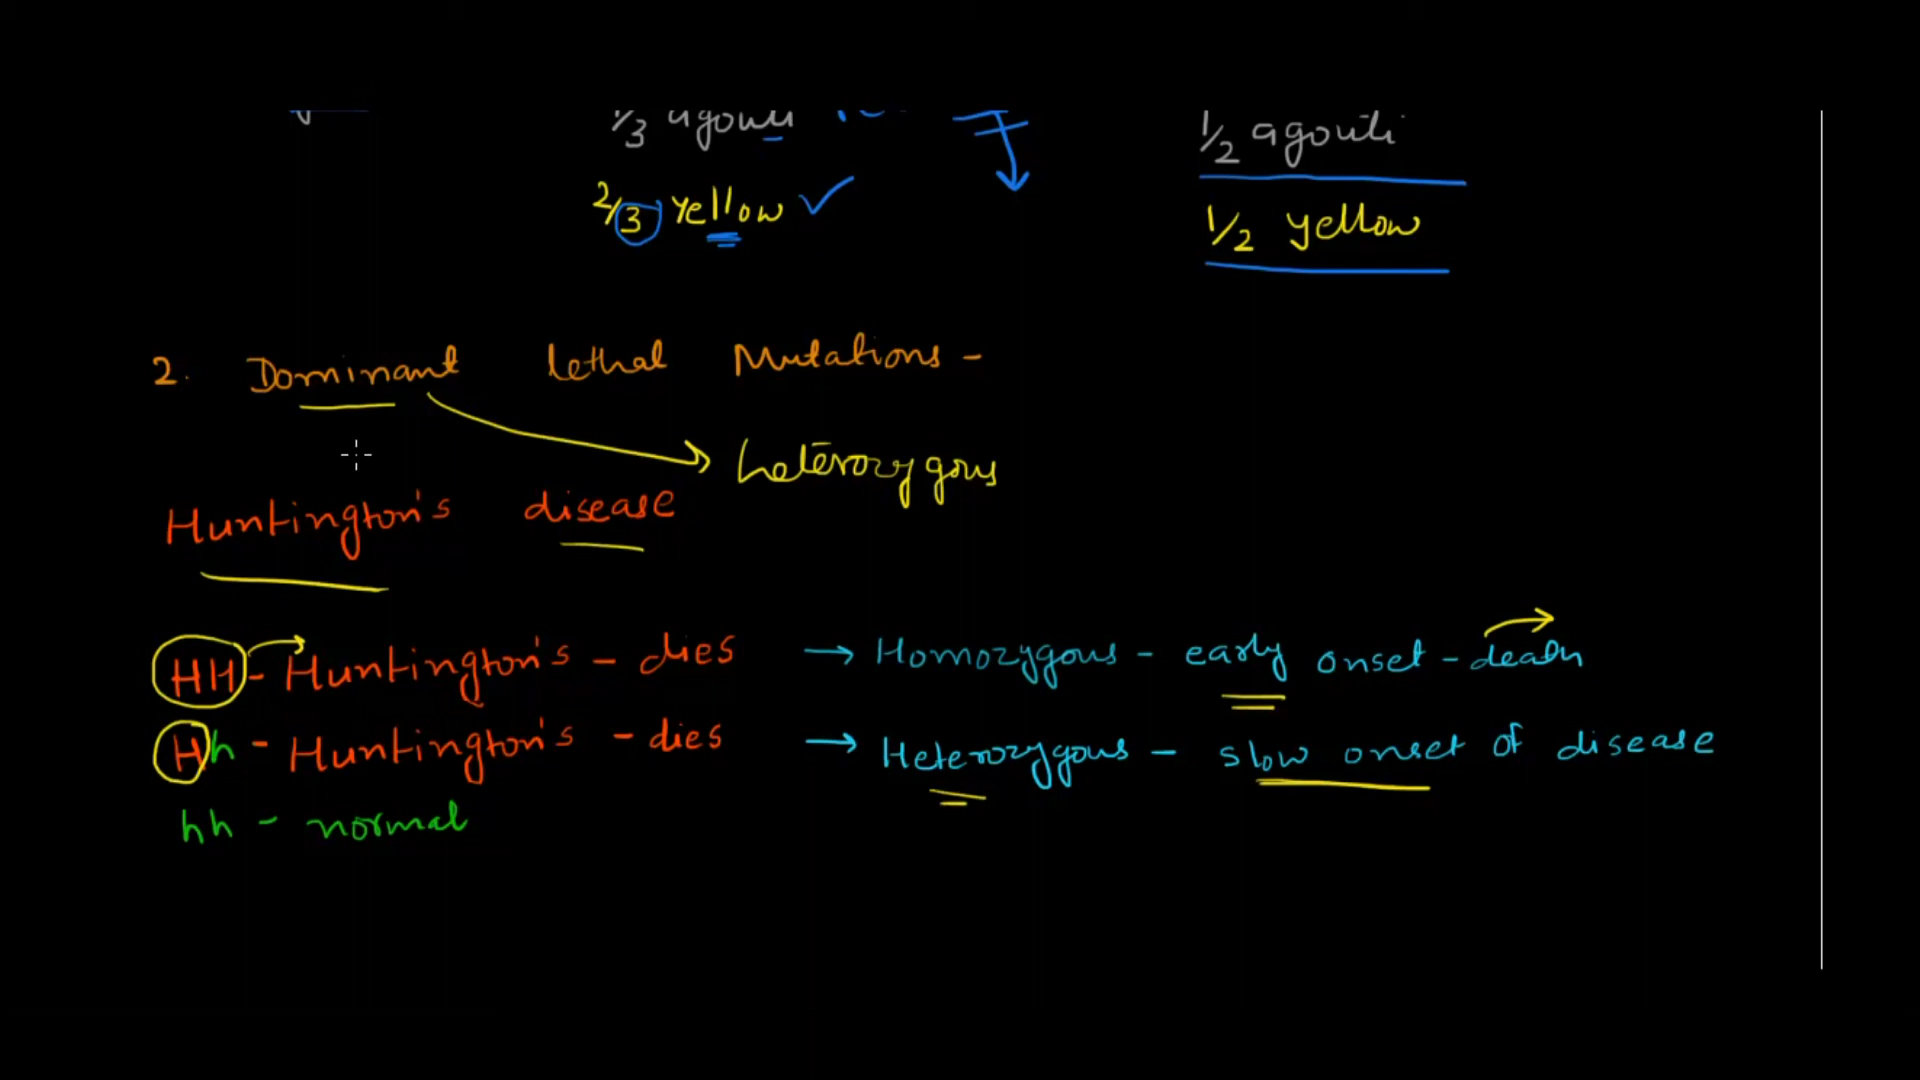 1/3 agouti
1/2 agouti
2/3 yellow ✓
1/2 yellow
2. Dominant lethal Mutations -
heterozygous
Huntington's disease
HH - Huntington's - dies → Homozygous - early onset - death
Hh - Huntington's - dies → Heterozygous - slow onset of disease
hh - normal